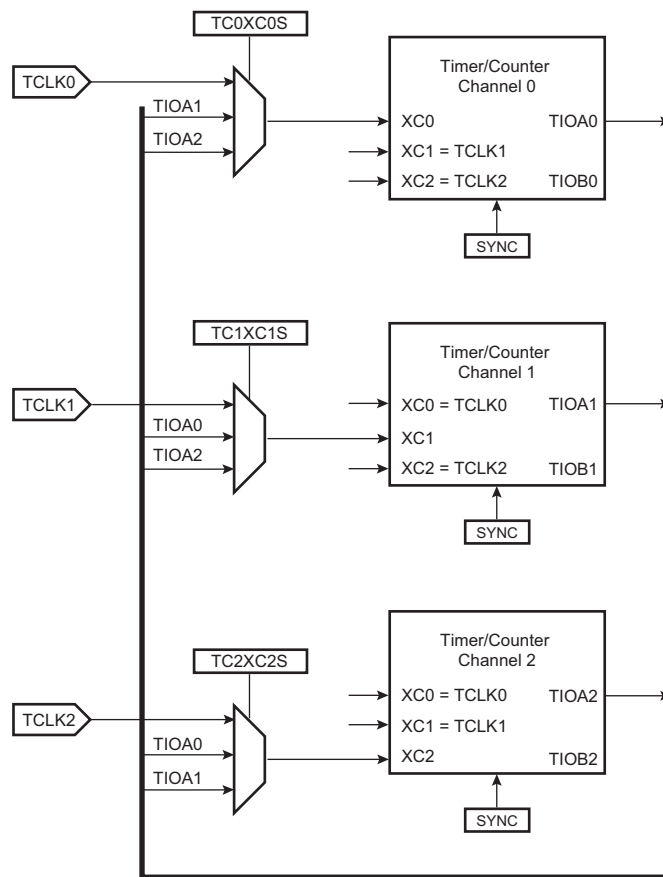 TC0XC0S
TCLK0
TIOA1
TIOA2
Timer/Counter
Channel 0
XC0
TIOA0
XC1 = TCLK1
XC2 = TCLK2
TIOB0
SYNC
TC1XC1S
TCLK1
TIOA0
TIOA2
Timer/Counter
Channel 1
XC0 = TCLK0
TIOA1
XC1
XC2 = TCLK2
TIOB1
SYNC
TC2XC2S
TCLK2
TIOA0
TIOA1
Timer/Counter
Channel 2
XC0 = TCLK0
TIOA2
XC1 = TCLK1
XC2
TIOB2
SYNC